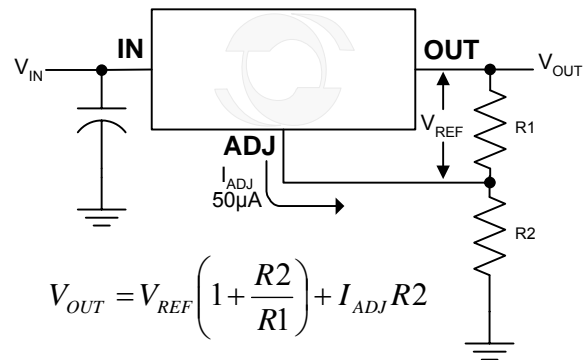 IN
OUT
V_IN
V_OUT
V_REF
R1
ADJ
I_ADJ
50µA
R2
V_OUT = V_REF(1 + R2/R1) + I_ADJ R2